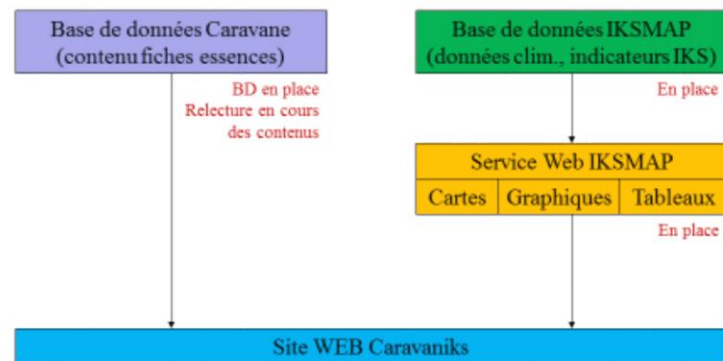 Base de données Caravane
(contenu fiches essences)
BD en place
Relecture en cours
des contenus
Base de données IKSMAP
(données clim., indicateurs IKS)
En place
Service Web IKSMAP
Cartes Graphiques Tableaux
En place
Site WEB Caravaniks